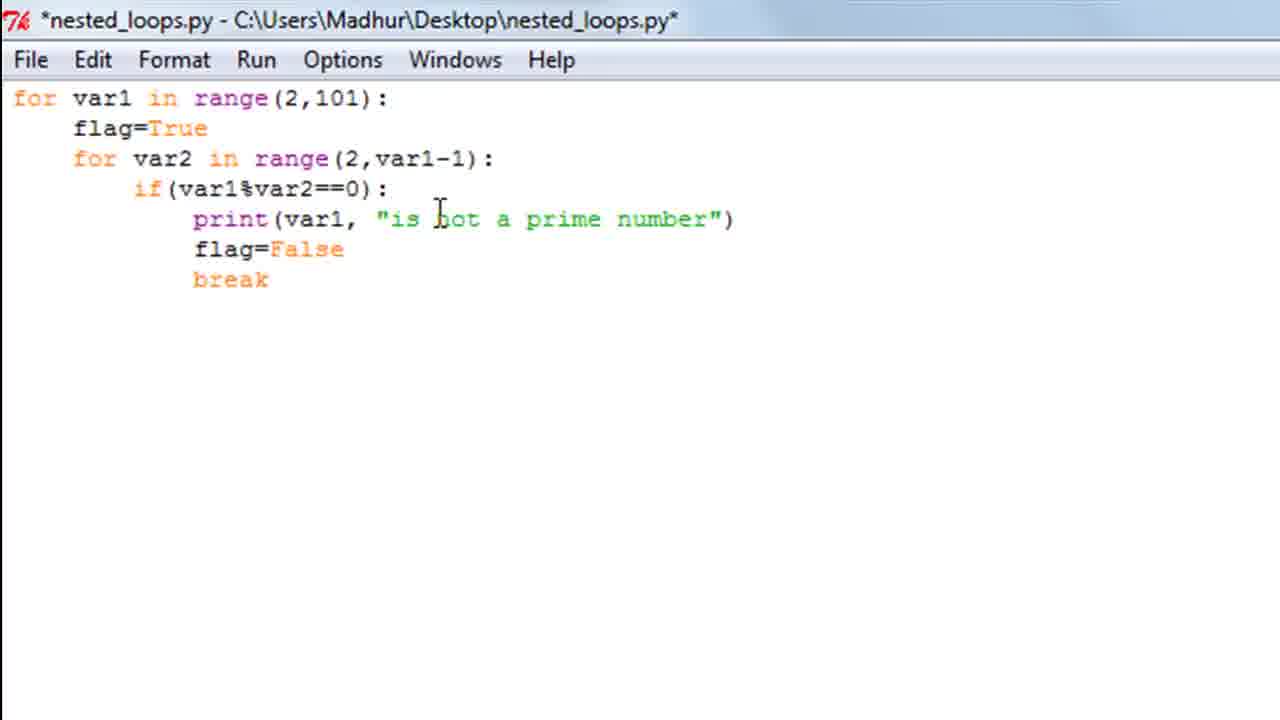 *nested_loops.py - C:\Users\Madhur\Desktop\nested_loops.py*
File Edit Format Run Options Windows Help
for var1 in range(2,101):
    flag=True
    for var2 in range(2,var1-1):
        if(var1%var2==0):
            print(var1, "is not a prime number")
            flag=False
            break